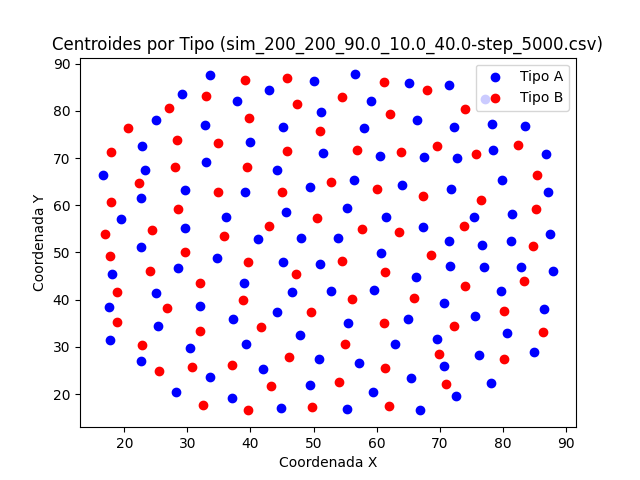 Centroides por Tipo (sim_200_200_90.0_10.0_40.0-step_5000.csv)
Tipo A
Tipo B
90
80
70
60
50
40
30
20
Coordenada Y
20 30 40 50 60 70 80 90
Coordenada X